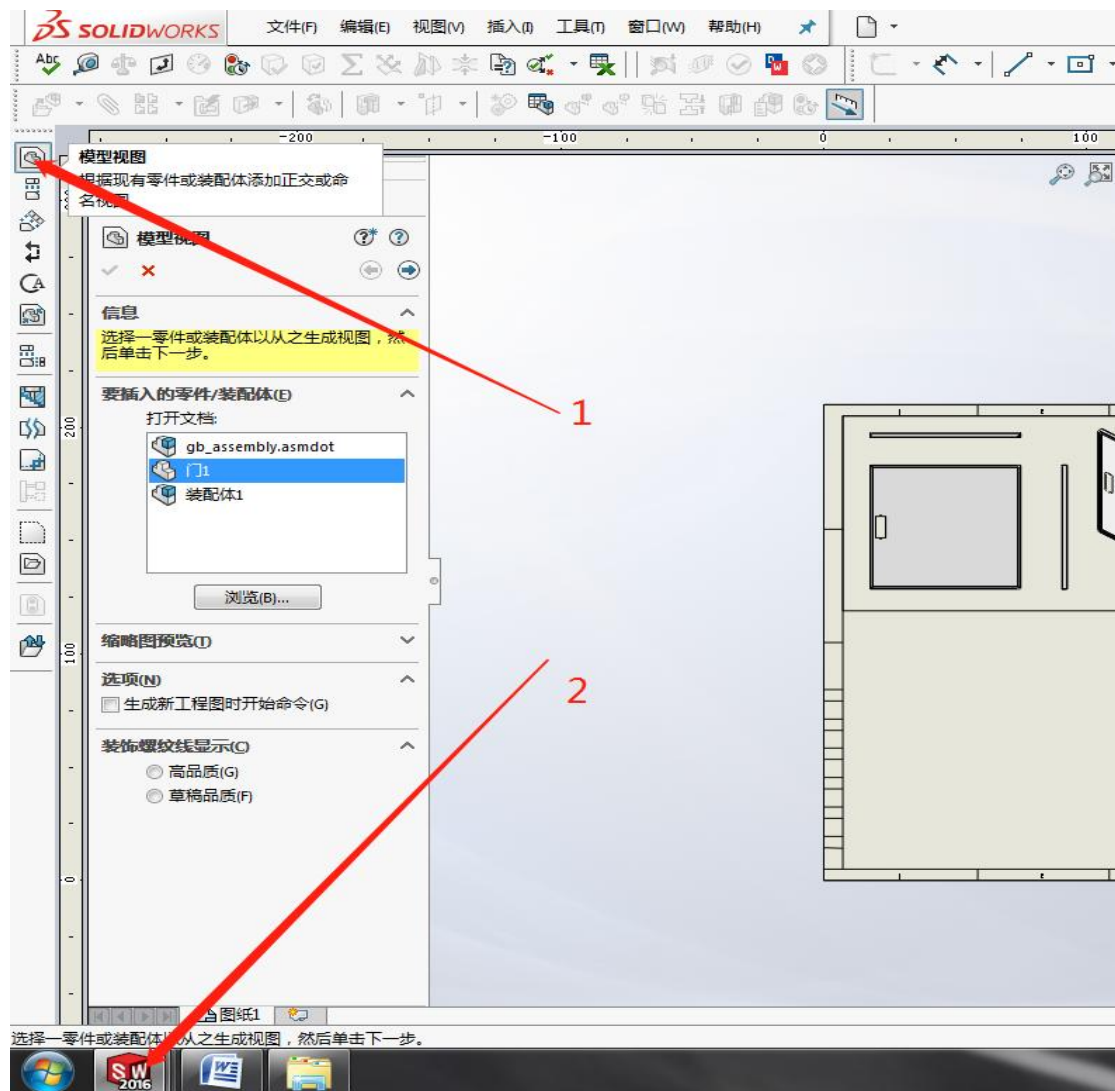 SOLIDWORKS 文件(F) 编辑(E) 视图(V) 插入(I) 工具(T) 窗口(W) 帮助(H)
-200 -100 0 100
模型视图
根据现有零件或装配体添加正交或命
名视图
模型视图
信息
选择一零件或装配体以从之生成视图，然
后单击下一步。
要插入的零件/装配体(E)
打开文档:
gb_assembly.asmdot
门1
装配体1
浏览(B)...
缩略图预览(T)
选项(N)
生成新工程图时开始命令(G)
装饰螺纹线显示(C)
高品质(G)
草稿品质(F)
1
2
200
100
0
图纸1
选择一零件或装配体以从之生成视图，然后单击下一步。
SW
2016